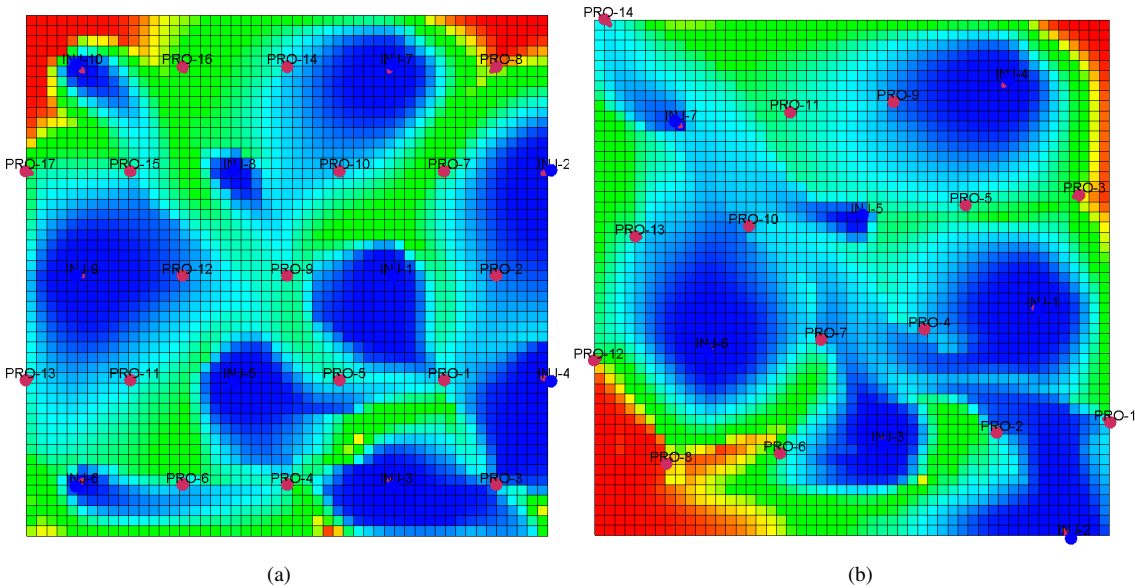 PRO-14
INJ-10
PRO-16
PRO-14
INJ-7
PRO-8
INJ-4
PRO-9
PRO-11
INJ-7
PRO-17
PRO-15
INJ-8
PRO-10
PRO-7
INJ-2
PRO-3
PRO-5
INJ-5
PRO-10
PRO-13
INJ-9
PRO-12
PRO-9
INJ-1
PRO-2
INJ-1
PRO-4
PRO-7
INJ-6
PRO-12
PRO-13
PRO-11
INJ-5
PRO-5
PRO-1
INJ-4
PRO-1
PRO-2
INJ-3
PRO-6
PRO-8
INJ-6
PRO-6
PRO-4
INJ-3
PRO-3
INJ-2
(a)
(b)